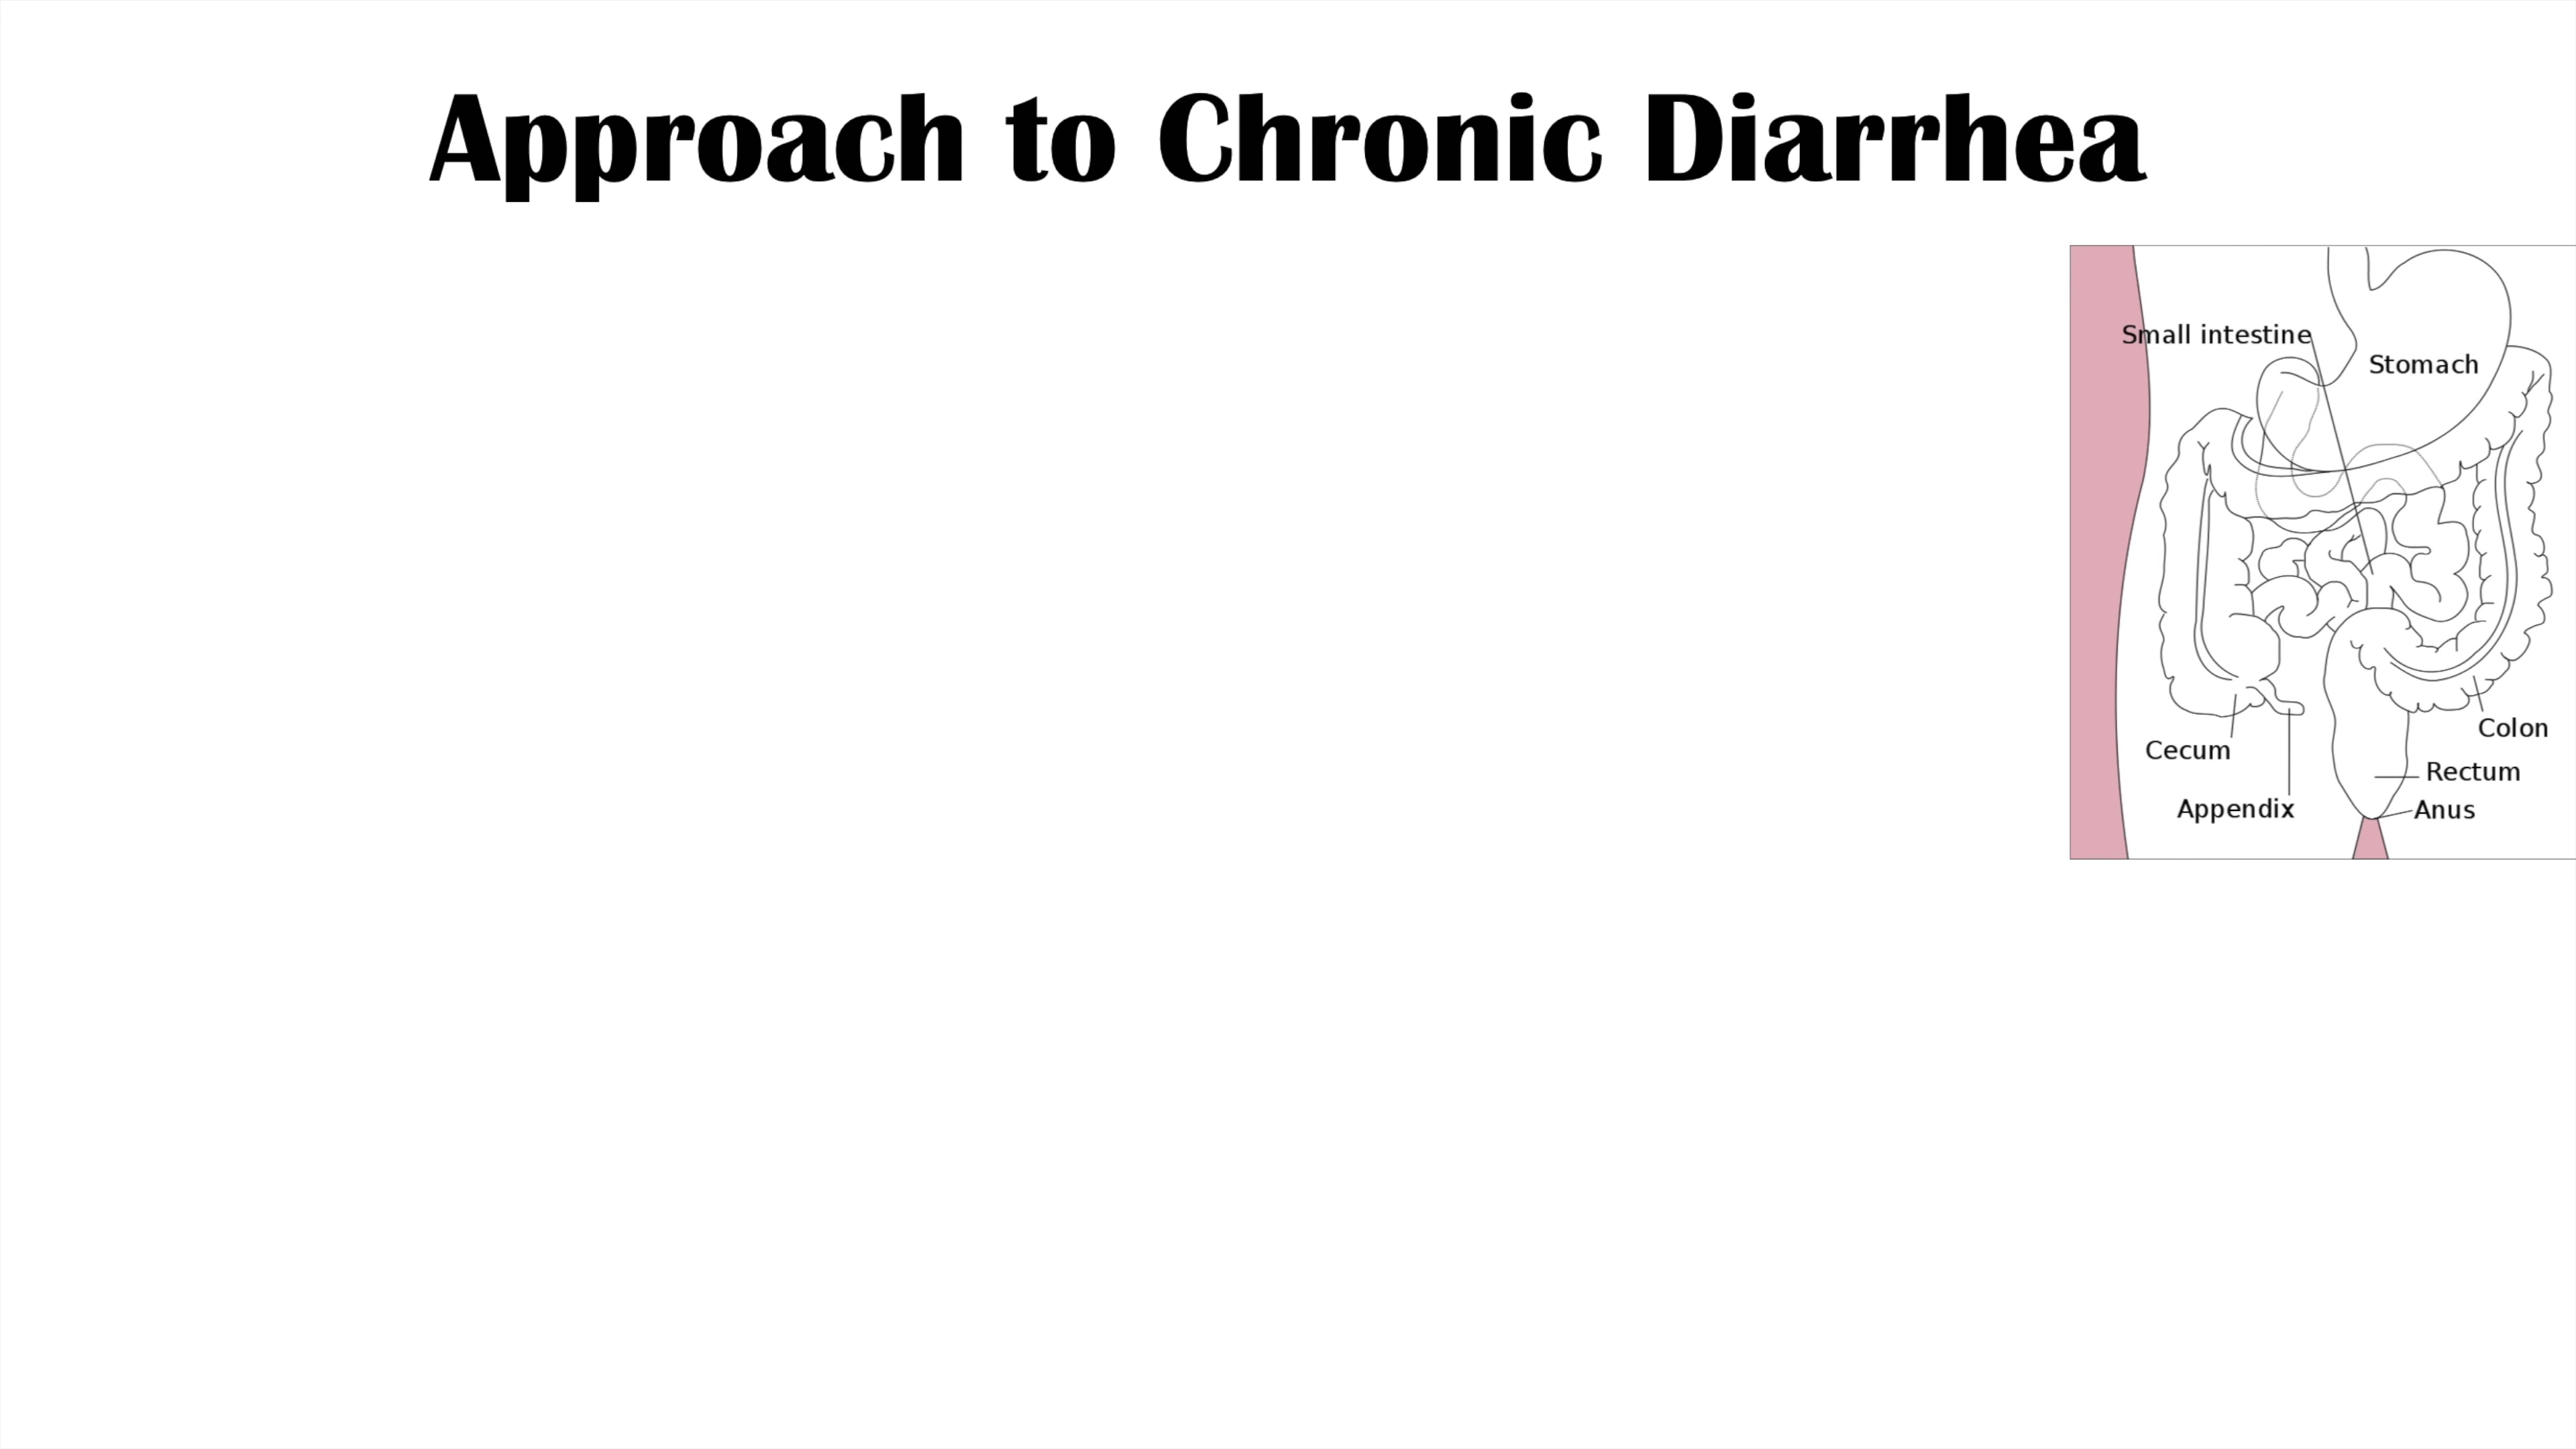 Approach to Chronic Diarrhea
Small intestine
Stomach
Colon
Cecum
Rectum
Appendix
Anus